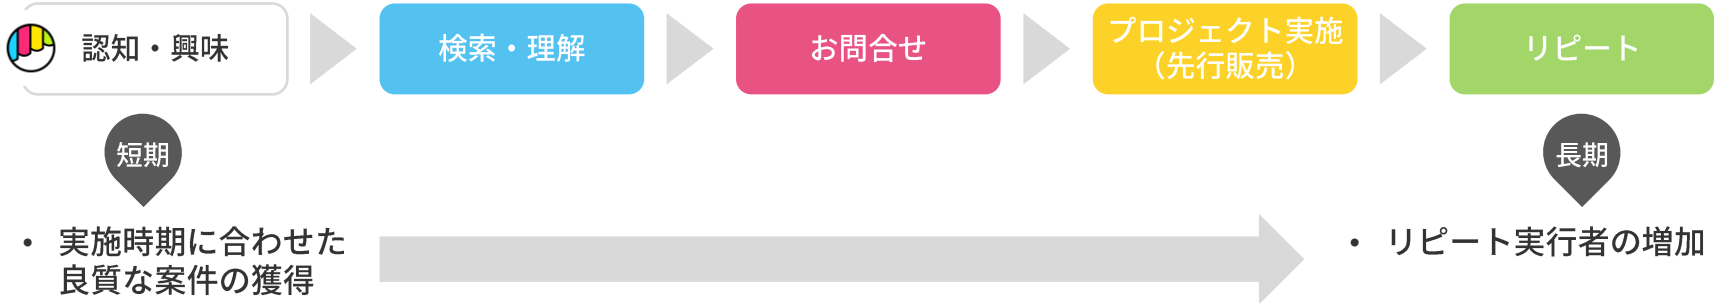 認知・興味
検索・理解
お問合せ
プロジェクト実施
（先行販売）
リピート
短期
長期
• 実施時期に合わせた
良質な案件の獲得
• リピート実行者の増加